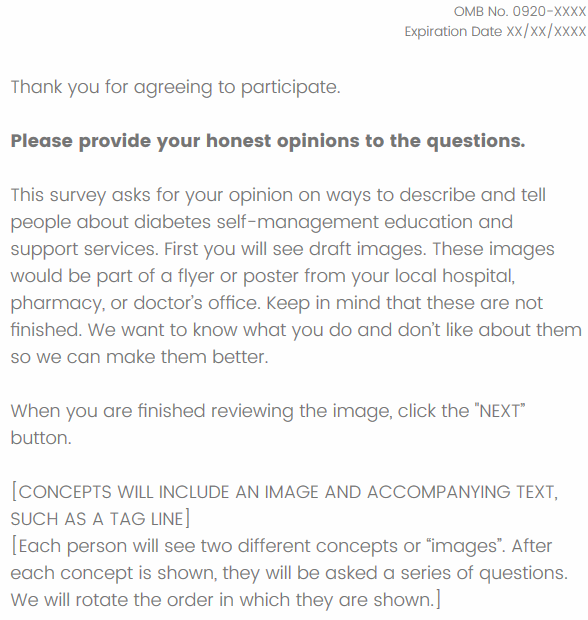 OMB No. 0920-XXXX
Expiration Date XX/XX/XXXX
Thank you for agreeing to participate.
Please provide your honest opinions to the questions.
This survey asks for your opinion on ways to describe and tell
people about diabetes self-management education and
support services. First you will see draft images. These images
would be part of a flyer or poster from your local hospital,
pharmacy, or doctor's office. Keep in mind that these are not
finished. We want to know what you do and don't like about them
so we can make them better.
When you are finished reviewing the image, click the "NEXT”
button.
[CONCEPTS WILL INCLUDE AN IMAGE AND ACCOMPANYING TEXT,
SUCH AS A TAG LINE]
[Each person will see two different concepts or “images”. After
each concept is shown, they will be asked a series of questions.
We will rotate the order in which they are shown.]